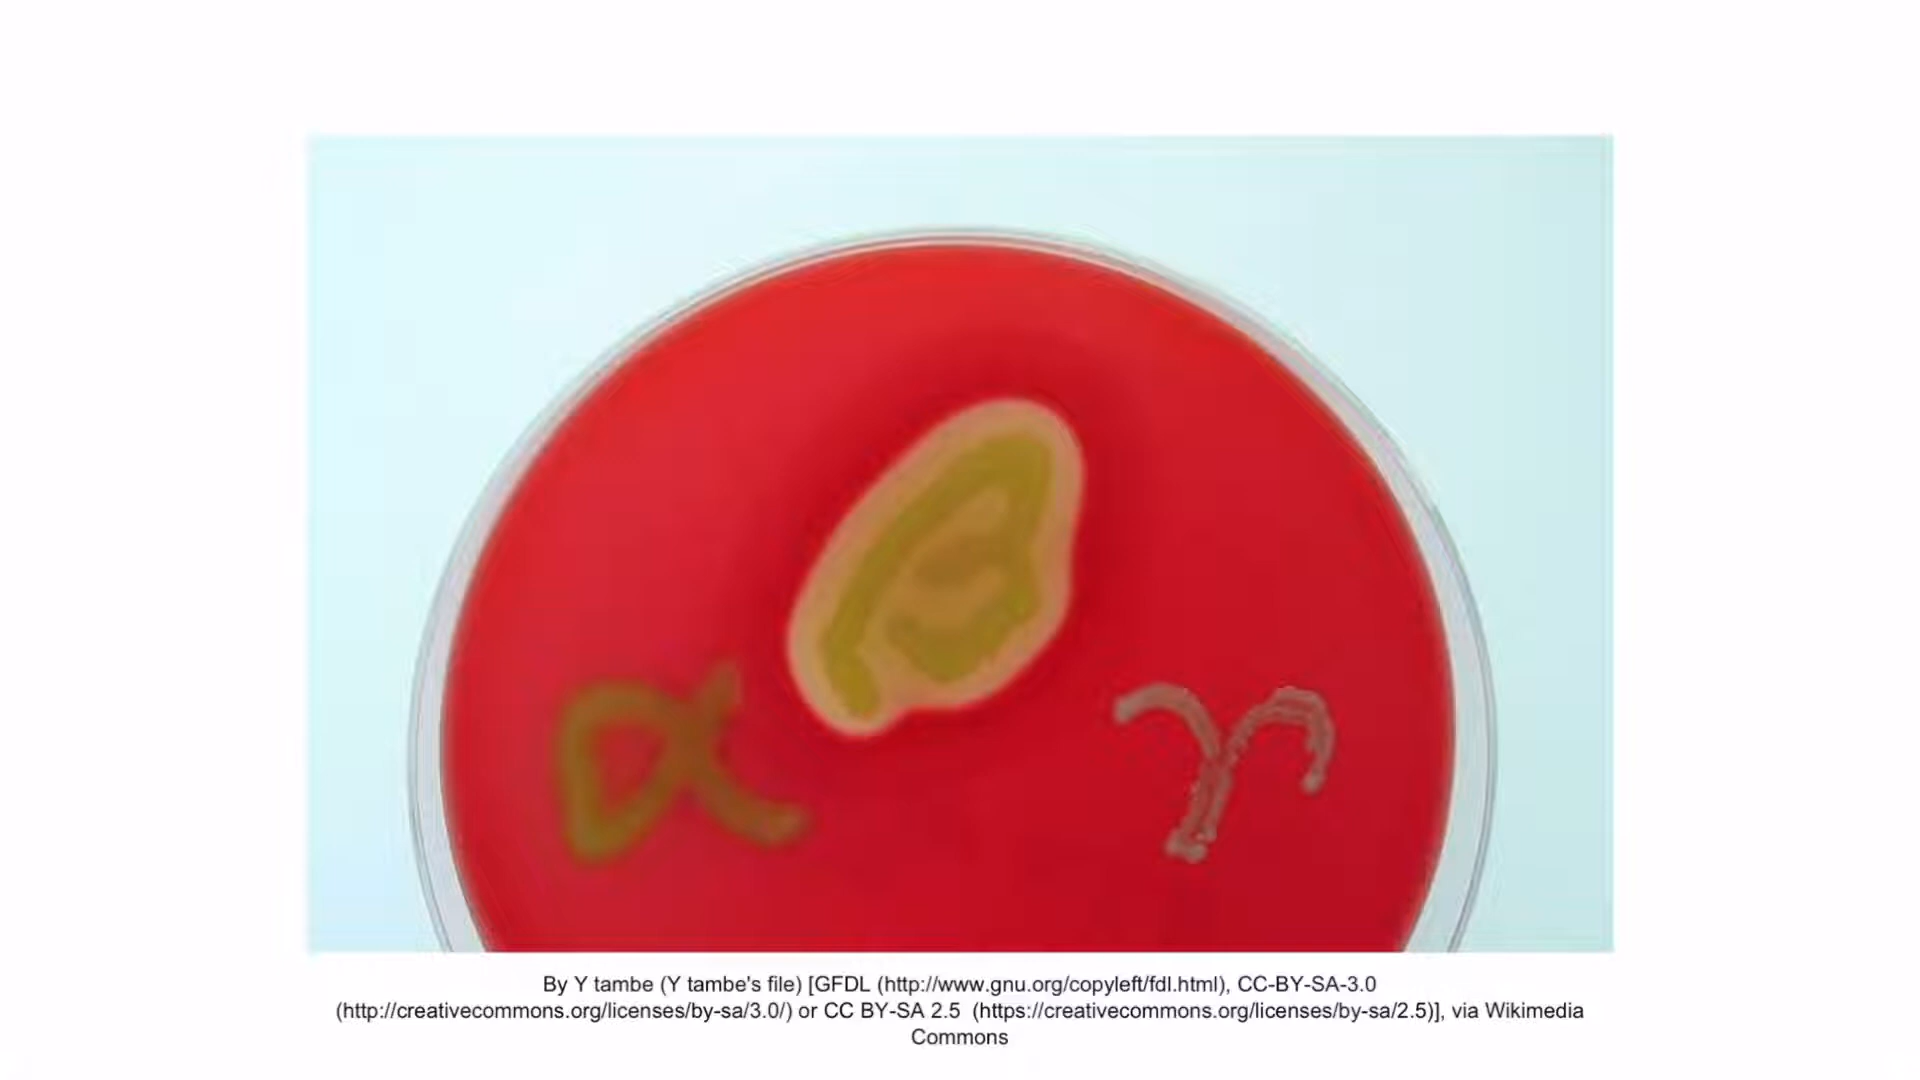 α
γ
By Y tambe (Y tambe's file) [GFDL (http://www.gnu.org/copyleft/fdl.html), CC-BY-SA-3.0
(http://creativecommons.org/licenses/by-sa/3.0/) or CC BY-SA 2.5  (https://creativecommons.org/licenses/by-sa/2.5)], via Wikimedia
Commons